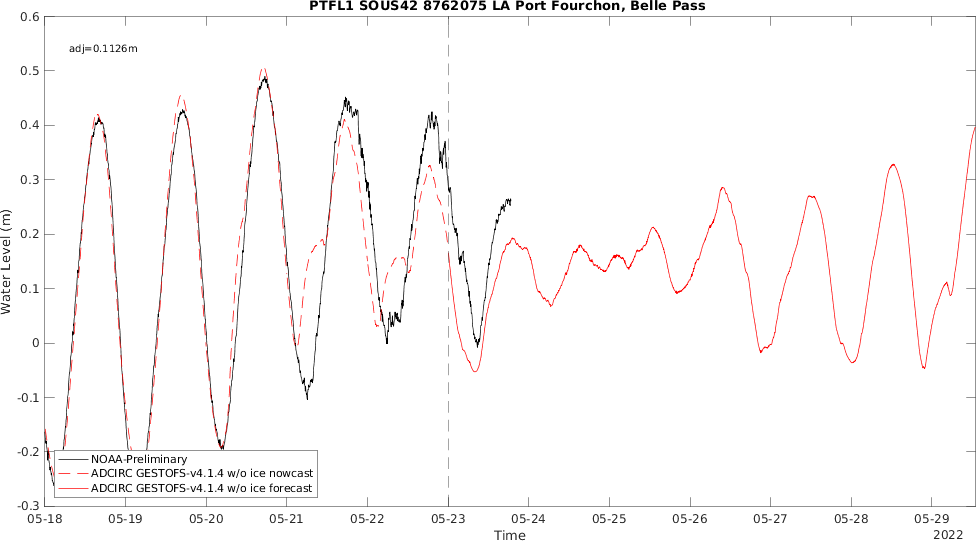 PTFL1 SOUS42 8762075 LA Port Fourchon, Belle Pass
adj=0.1126m
0.6
0.5
0.4
0.3
0.2
0.1
0
-0.1
-0.2
-0.3
Water Level (m)
NOAA-Preliminary
ADCIRC GESTOFS-v4.1.4 w/o ice nowcast
ADCIRC GESTOFS-v4.1.4 w/o ice forecast
05-18 05-19 05-20 05-21 05-22 05-23 05-24 05-25 05-26 05-27 05-28 05-29
Time
2022